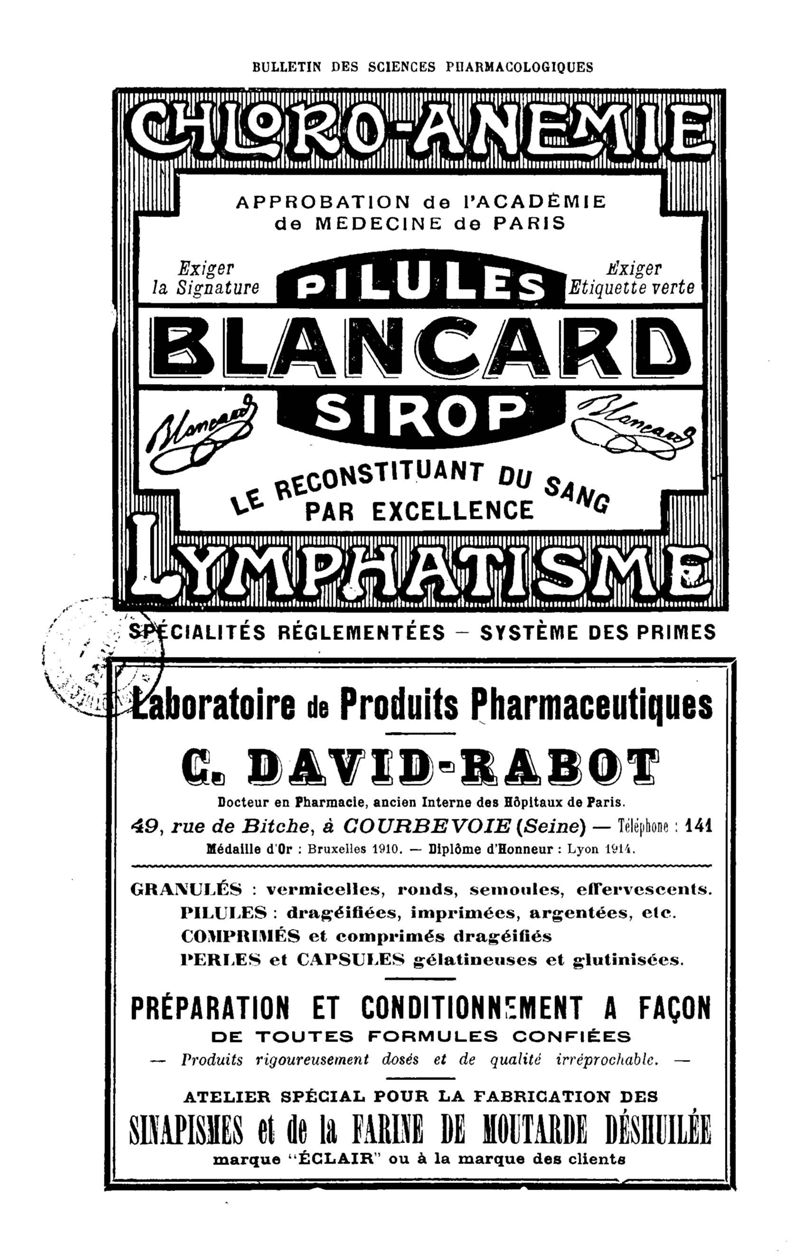 BULLETIN DES SCIENCES PHARMACOLOGIQUES
CHLORO-ANEMIE
APPROBATION de l'ACADÉMIE
de MEDECINE de PARIS
Exiger
la Signature
PILULES
Exiger
Etiquette verte
BLANCARD
Blancard
SIROP
Blancard
LE RECONSTITUANT DU SANG
PAR EXCELLENCE
LYMPHATISME
SPÉCIALITÉS RÉGLEMENTÉES — SYSTÈME DES PRIMES
Laboratoire de Produits Pharmaceutiques
C. DAVID-RABOT
Docteur en Pharmacie, ancien Interne des Hôpitaux de Paris.
49, rue de Bitche, à COURBEVOIE (Seine) — Téléphone : 141
Médaille d'Or : Bruxelles 1910. — Diplôme d'Honneur : Lyon 1914.
GRANULÉS : vermicelles, ronds, semoules, effervescents.
PILULES : dragéifiées, imprimées, argentées, etc.
COMPRIMÉS et comprimés dragéifiés
PERLES et CAPSULES gélatineuses et glutinisées.
PRÉPARATION ET CONDITIONNEMENT A FAÇON
DE TOUTES FORMULES CONFIÉES
— Produits rigoureusement dosés et de qualité irréprochable. —
ATELIER SPÉCIAL POUR LA FABRICATION DES
SINAPISMES et de la FARINE DE MOUTARDE DÉSHUILÉE
marque "ÉCLAIR" ou à la marque des clients